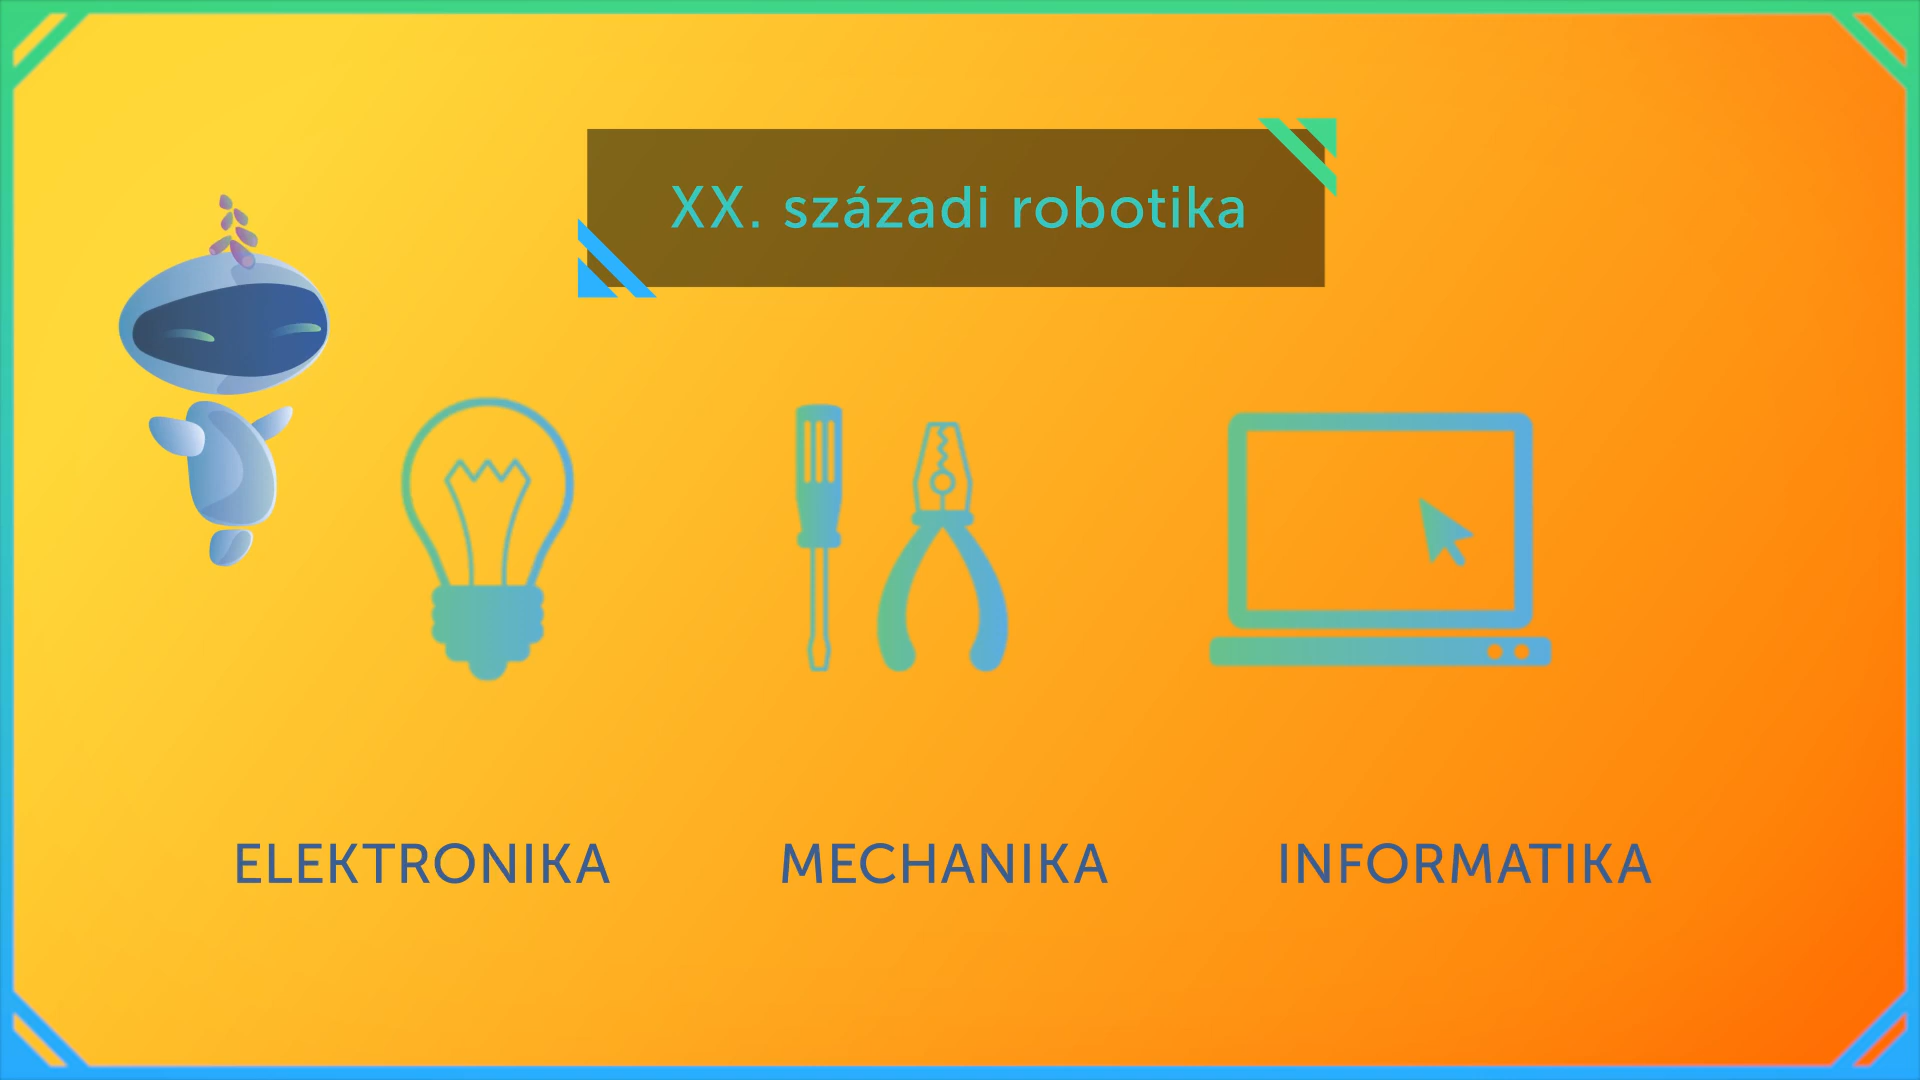 XX. századi robotika
ELEKTRONIKA
MECHANIKA
INFORMATIKA